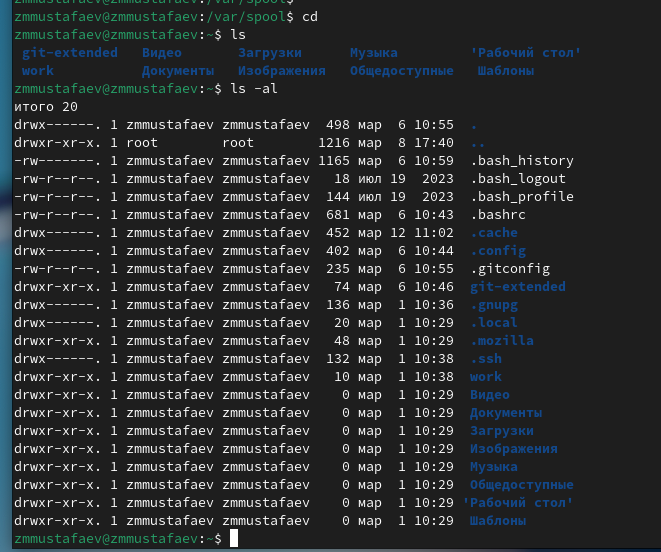 zmmustafaev@zmmustafaev:/var/spool$
zmmustafaev@zmmustafaev:/var/spool$ cd
zmmustafaev@zmmustafaev:~$ ls
git-extended Видео Загрузки Музыка 'Рабочий стол'
work Документы Изображения Общедоступные Шаблоны
zmmustafaev@zmmustafaev:~$ ls -al
итого 20
drwx------. 1 zmmustafaev zmmustafaev 498 мар 6 10:55 .
drwxr-xr-x. 1 root root 1216 мар 8 17:40 ..
-rw-------. 1 zmmustafaev zmmustafaev 1165 мар 6 10:59 .bash_history
-rw-r--r--. 1 zmmustafaev zmmustafaev 18 июл 19 2023 .bash_logout
-rw-r--r--. 1 zmmustafaev zmmustafaev 144 июл 19 2023 .bash_profile
-rw-r--r--. 1 zmmustafaev zmmustafaev 681 мар 6 10:43 .bashrc
drwx------. 1 zmmustafaev zmmustafaev 452 мар 12 11:02 .cache
drwx------. 1 zmmustafaev zmmustafaev 402 мар 6 10:44 .config
-rw-r--r--. 1 zmmustafaev zmmustafaev 235 мар 6 10:55 .gitconfig
drwxr-xr-x. 1 zmmustafaev zmmustafaev 74 мар 6 10:46 git-extended
drwx------. 1 zmmustafaev zmmustafaev 136 мар 1 10:36 .gnupg
drwx------. 1 zmmustafaev zmmustafaev 20 мар 1 10:29 .local
drwxr-xr-x. 1 zmmustafaev zmmustafaev 48 мар 1 10:29 .mozilla
drwx------. 1 zmmustafaev zmmustafaev 132 мар 1 10:38 .ssh
drwxr-xr-x. 1 zmmustafaev zmmustafaev 10 мар 1 10:38 work
drwxr-xr-x. 1 zmmustafaev zmmustafaev 0 мар 1 10:29 Видео
drwxr-xr-x. 1 zmmustafaev zmmustafaev 0 мар 1 10:29 Документы
drwxr-xr-x. 1 zmmustafaev zmmustafaev 0 мар 1 10:29 Загрузки
drwxr-xr-x. 1 zmmustafaev zmmustafaev 0 мар 1 10:29 Изображения
drwxr-xr-x. 1 zmmustafaev zmmustafaev 0 мар 1 10:29 Музыка
drwxr-xr-x. 1 zmmustafaev zmmustafaev 0 мар 1 10:29 Общедоступные
drwxr-xr-x. 1 zmmustafaev zmmustafaev 0 мар 1 10:29 'Рабочий стол'
drwxr-xr-x. 1 zmmustafaev zmmustafaev 0 мар 1 10:29 Шаблоны
zmmustafaev@zmmustafaev:~$